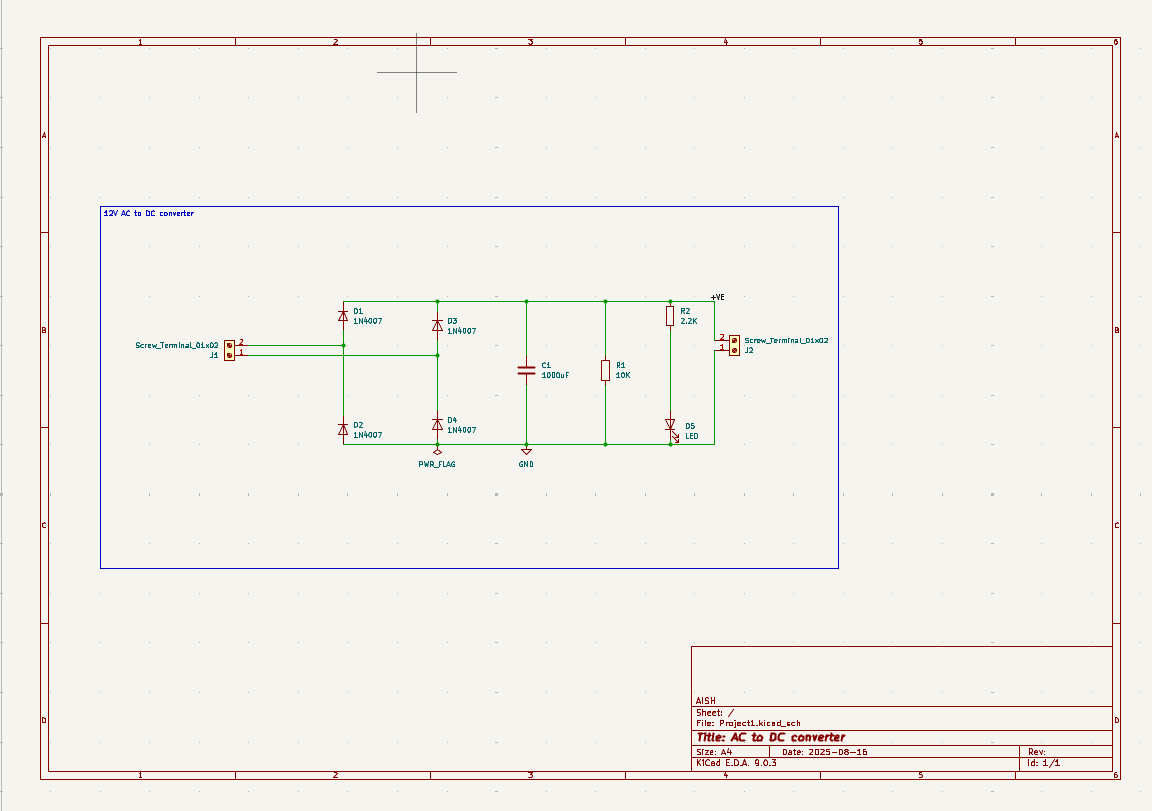 1 2 3 4 5 6
A A
12V AC to DC converter
+VE
D1
1N4007
D3
1N4007
R2
2.2K
B B
Screw_Terminal_01x02 2
J1 1
2 Screw_Terminal_01x02
1 J2
C1
1000uF
R1
10K
D2
1N4007
D4
1N4007
D5
LED
PWR_FLAG GND
C C
AISH
Sheet: /
File: Project1.kicad_sch
D D
Title: AC to DC converter
Size: A4 Date: 2025-08-16 Rev:
KiCad E.D.A. 9.0.3 Id: 1/1
1 2 3 4 5 6